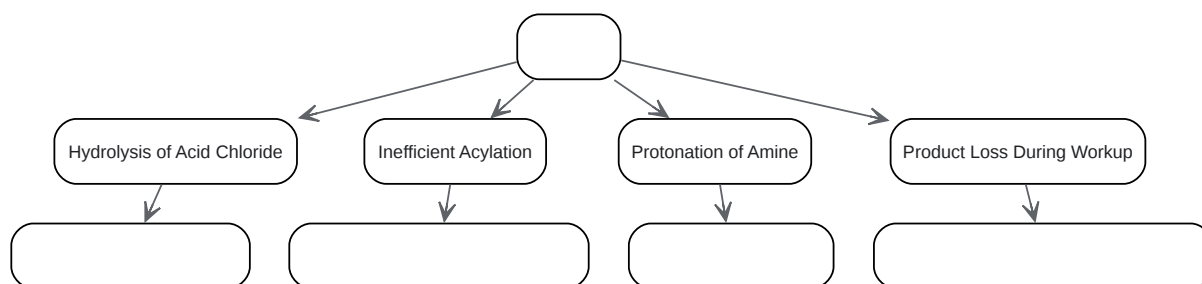 Hydrolysis of Acid Chloride
Inefficient Acylation
Protonation of Amine
Product Loss During Workup